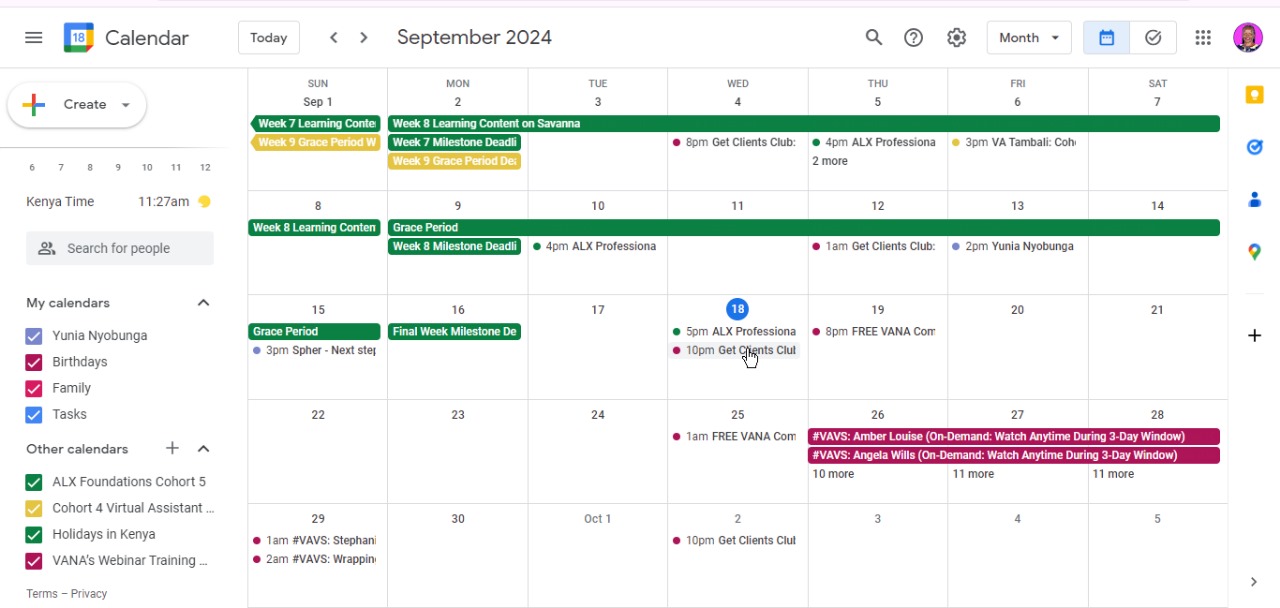 18
Calendar
Today
September 2024
Month
Create
6 7 8 9 10 11 12
Kenya Time 11:27am
Search for people
My calendars
Yunia Nyobunga
Birthdays
Family
Tasks
Other calendars
ALX Foundations Cohort 5
Cohort 4 Virtual Assistant ...
Holidays in Kenya
VANA's Webinar Training ...
Terms – Privacy
SUN MON TUE WED THU FRI SAT
Sep 1 2 3 4 5 6 7
Week 7 Learning Conte Week 8 Learning Content on Savanna
Week 9 Grace Period W Week 7 Milestone Deadli 8pm Get Clients Club: 4pm ALX Professiona 3pm VA Tambali: Coh
Week 9 Grace Period Dea 2 more
8 9 10 11 12 13 14
Week 8 Learning Conten Grace Period
Week 8 Milestone Deadli 4pm ALX Professiona 1am Get Clients Club: 2pm Yunia Nyobunga
15 16 17 18 19 20 21
Grace Period Final Week Milestone De 5pm ALX Professiona 8pm FREE VANA Com
3pm Spher - Next step 10pm Get Clients Clu
22 23 24 25 26 27 28
1am FREE VANA Com #VAVS: Amber Louise (On-Demand: Watch Anytime During 3-Day Window)
#VAVS: Angela Wills (On-Demand: Watch Anytime During 3-Day Window)
10 more 11 more 11 more
29 30 Oct 1 2 3 4 5
1am #VAVS: Stephani 10pm Get Clients Clu
2am #VAVS: Wrappin